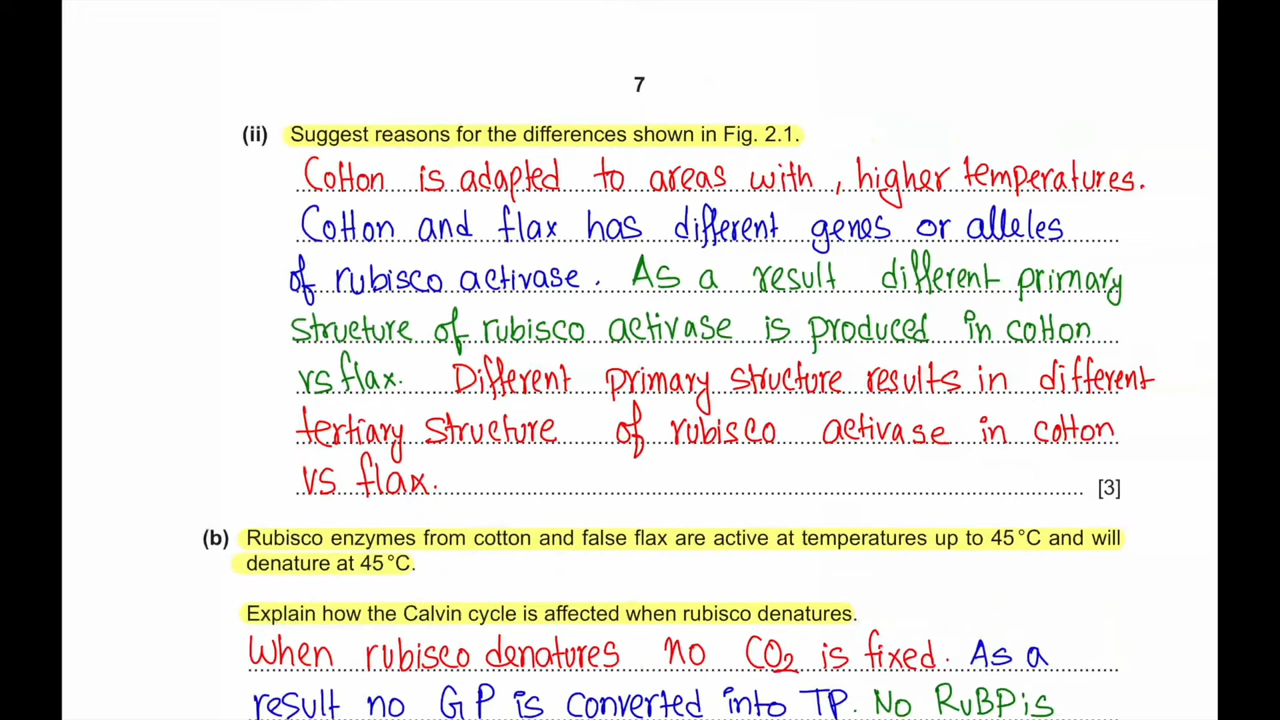 7
(ii) Suggest reasons for the differences shown in Fig. 2.1.
Cotton is adapted to areas with , higher temperatures.
Cotton and flax has different genes or alleles
of rubisco activase. As a result different primary
structure of rubisco activase is produced in cotton
vs flax. Different primary structure results in different
tertiary structure of rubisco activase in cotton
vs flax.
[3]
(b) Rubisco enzymes from cotton and false flax are active at temperatures up to 45 °C and will
denature at 45 °C.
Explain how the Calvin cycle is affected when rubisco denatures.
When rubisco denatures no CO2 is fixed. As a
result no GP is converted into TP. No RuBP is